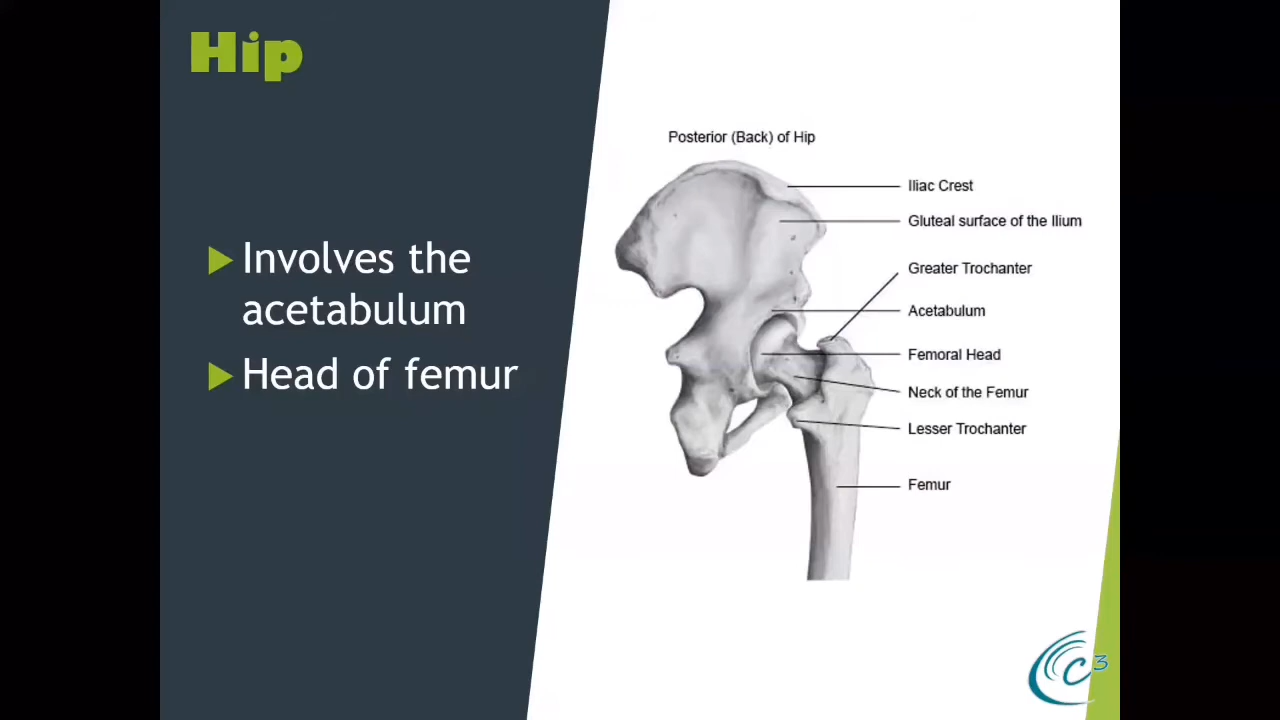 Hip
Involves the
acetabulum
Head of femur
Posterior (Back) of Hip
Iliac Crest
Gluteal surface of the Ilium
Greater Trochanter
Acetabulum
Femoral Head
Neck of the Femur
Lesser Trochanter
Femur
C3